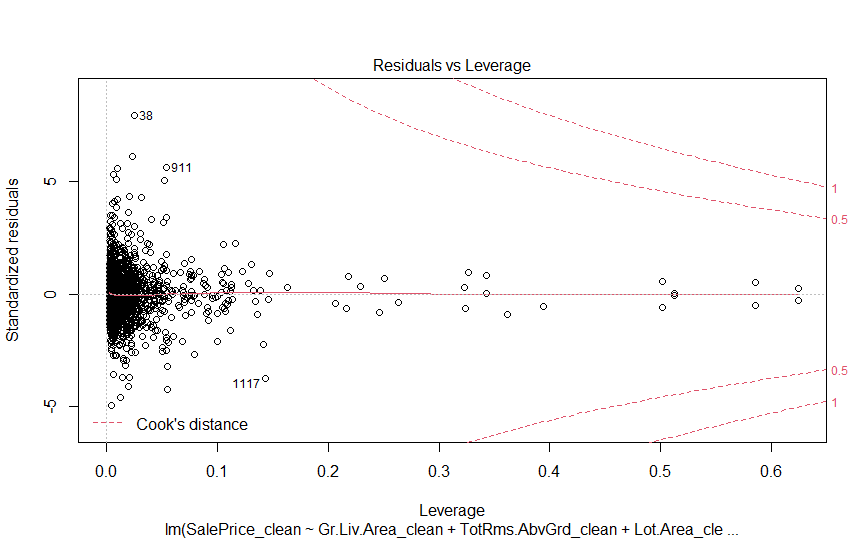 Residuals vs Leverage
38
911
5
1
0.5
Standardized residuals
0
0.5
1117
1
-5
Cook's distance
0.0 0.1 0.2 0.3 0.4 0.5 0.6
Leverage
lm(SalePrice_clean ~ Gr.Liv.Area_clean + TotRms.AbvGrd_clean + Lot.Area_cle ...